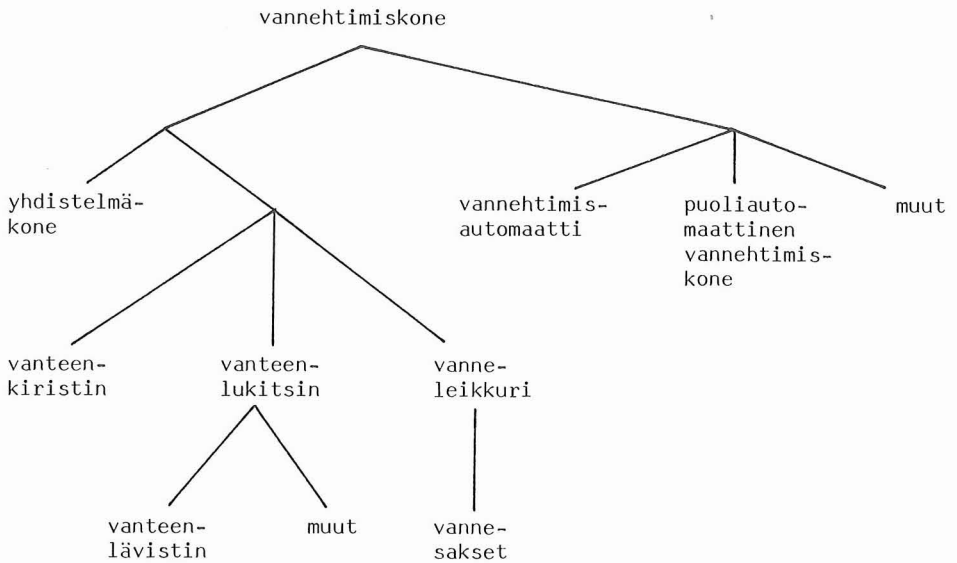 vannehtimiskone
yhdistelmä-
kone
vannehtimis-
automaatti
puoliauto-
maattinen
vannehtimis-
kone
muut
vanteen-
kiristin
vanteen-
lukitsin
vanne-
leikkuri
vanteen-
lävistin
muut
vanne-
sakset